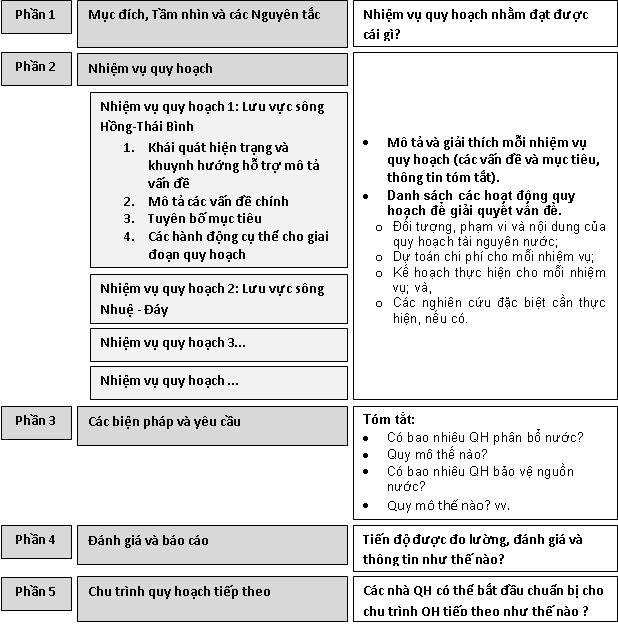 Phần 1
Mục đích, Tầm nhìn và các Nguyên tắc
Nhiệm vụ quy hoạch nhằm đạt được
cái gì?
Phần 2
Nhiệm vụ quy hoạch
Nhiệm vụ quy hoạch 1: Lưu vực sông
Hồng-Thái Bình
1. Khái quát hiện trạng và
khuynh hướng hỗ trợ mô tả
vấn đề
2. Mô tả các vấn đề chính
3. Tuyên bố mục tiêu
4. Các hành động cụ thể cho giai
đoạn quy hoạch
Nhiệm vụ quy hoạch 2: Lưu vực sông
Nhuệ - Đáy
Nhiệm vụ quy hoạch 3...
Nhiệm vụ quy hoạch ...
• Mô tả và giải thích mỗi nhiệm vụ
quy hoạch (các vấn đề và mục tiêu,
thông tin tóm tắt).
• Danh sách các hoạt động quy
hoạch để giải quyết vấn đề.
o Đối tượng, phạm vi và nội dung của
quy hoạch tài nguyên nước;
o Dự toán chi phí cho mỗi nhiệm vụ;
o Kế hoạch thực hiện cho mỗi nhiệm
vụ; và,
o Các nghiên cứu đặc biệt cần thực
hiện, nếu có.
Phần 3
Các biện pháp và yêu cầu
Tóm tắt:
• Có bao nhiêu QH phân bổ nước?
• Quy mô thế nào?
• Có bao nhiêu QH bảo vệ nguồn
nước?
• Quy mô thế nào? vv.
Phần 4
Đánh giá và báo cáo
Tiến độ được đo lường, đánh giá và
thông tin như thế nào?
Phần 5
Chu trình quy hoạch tiếp theo
Các nhà QH có thể bắt đầu chuẩn bị cho
chu trình QH tiếp theo như thế nào ?